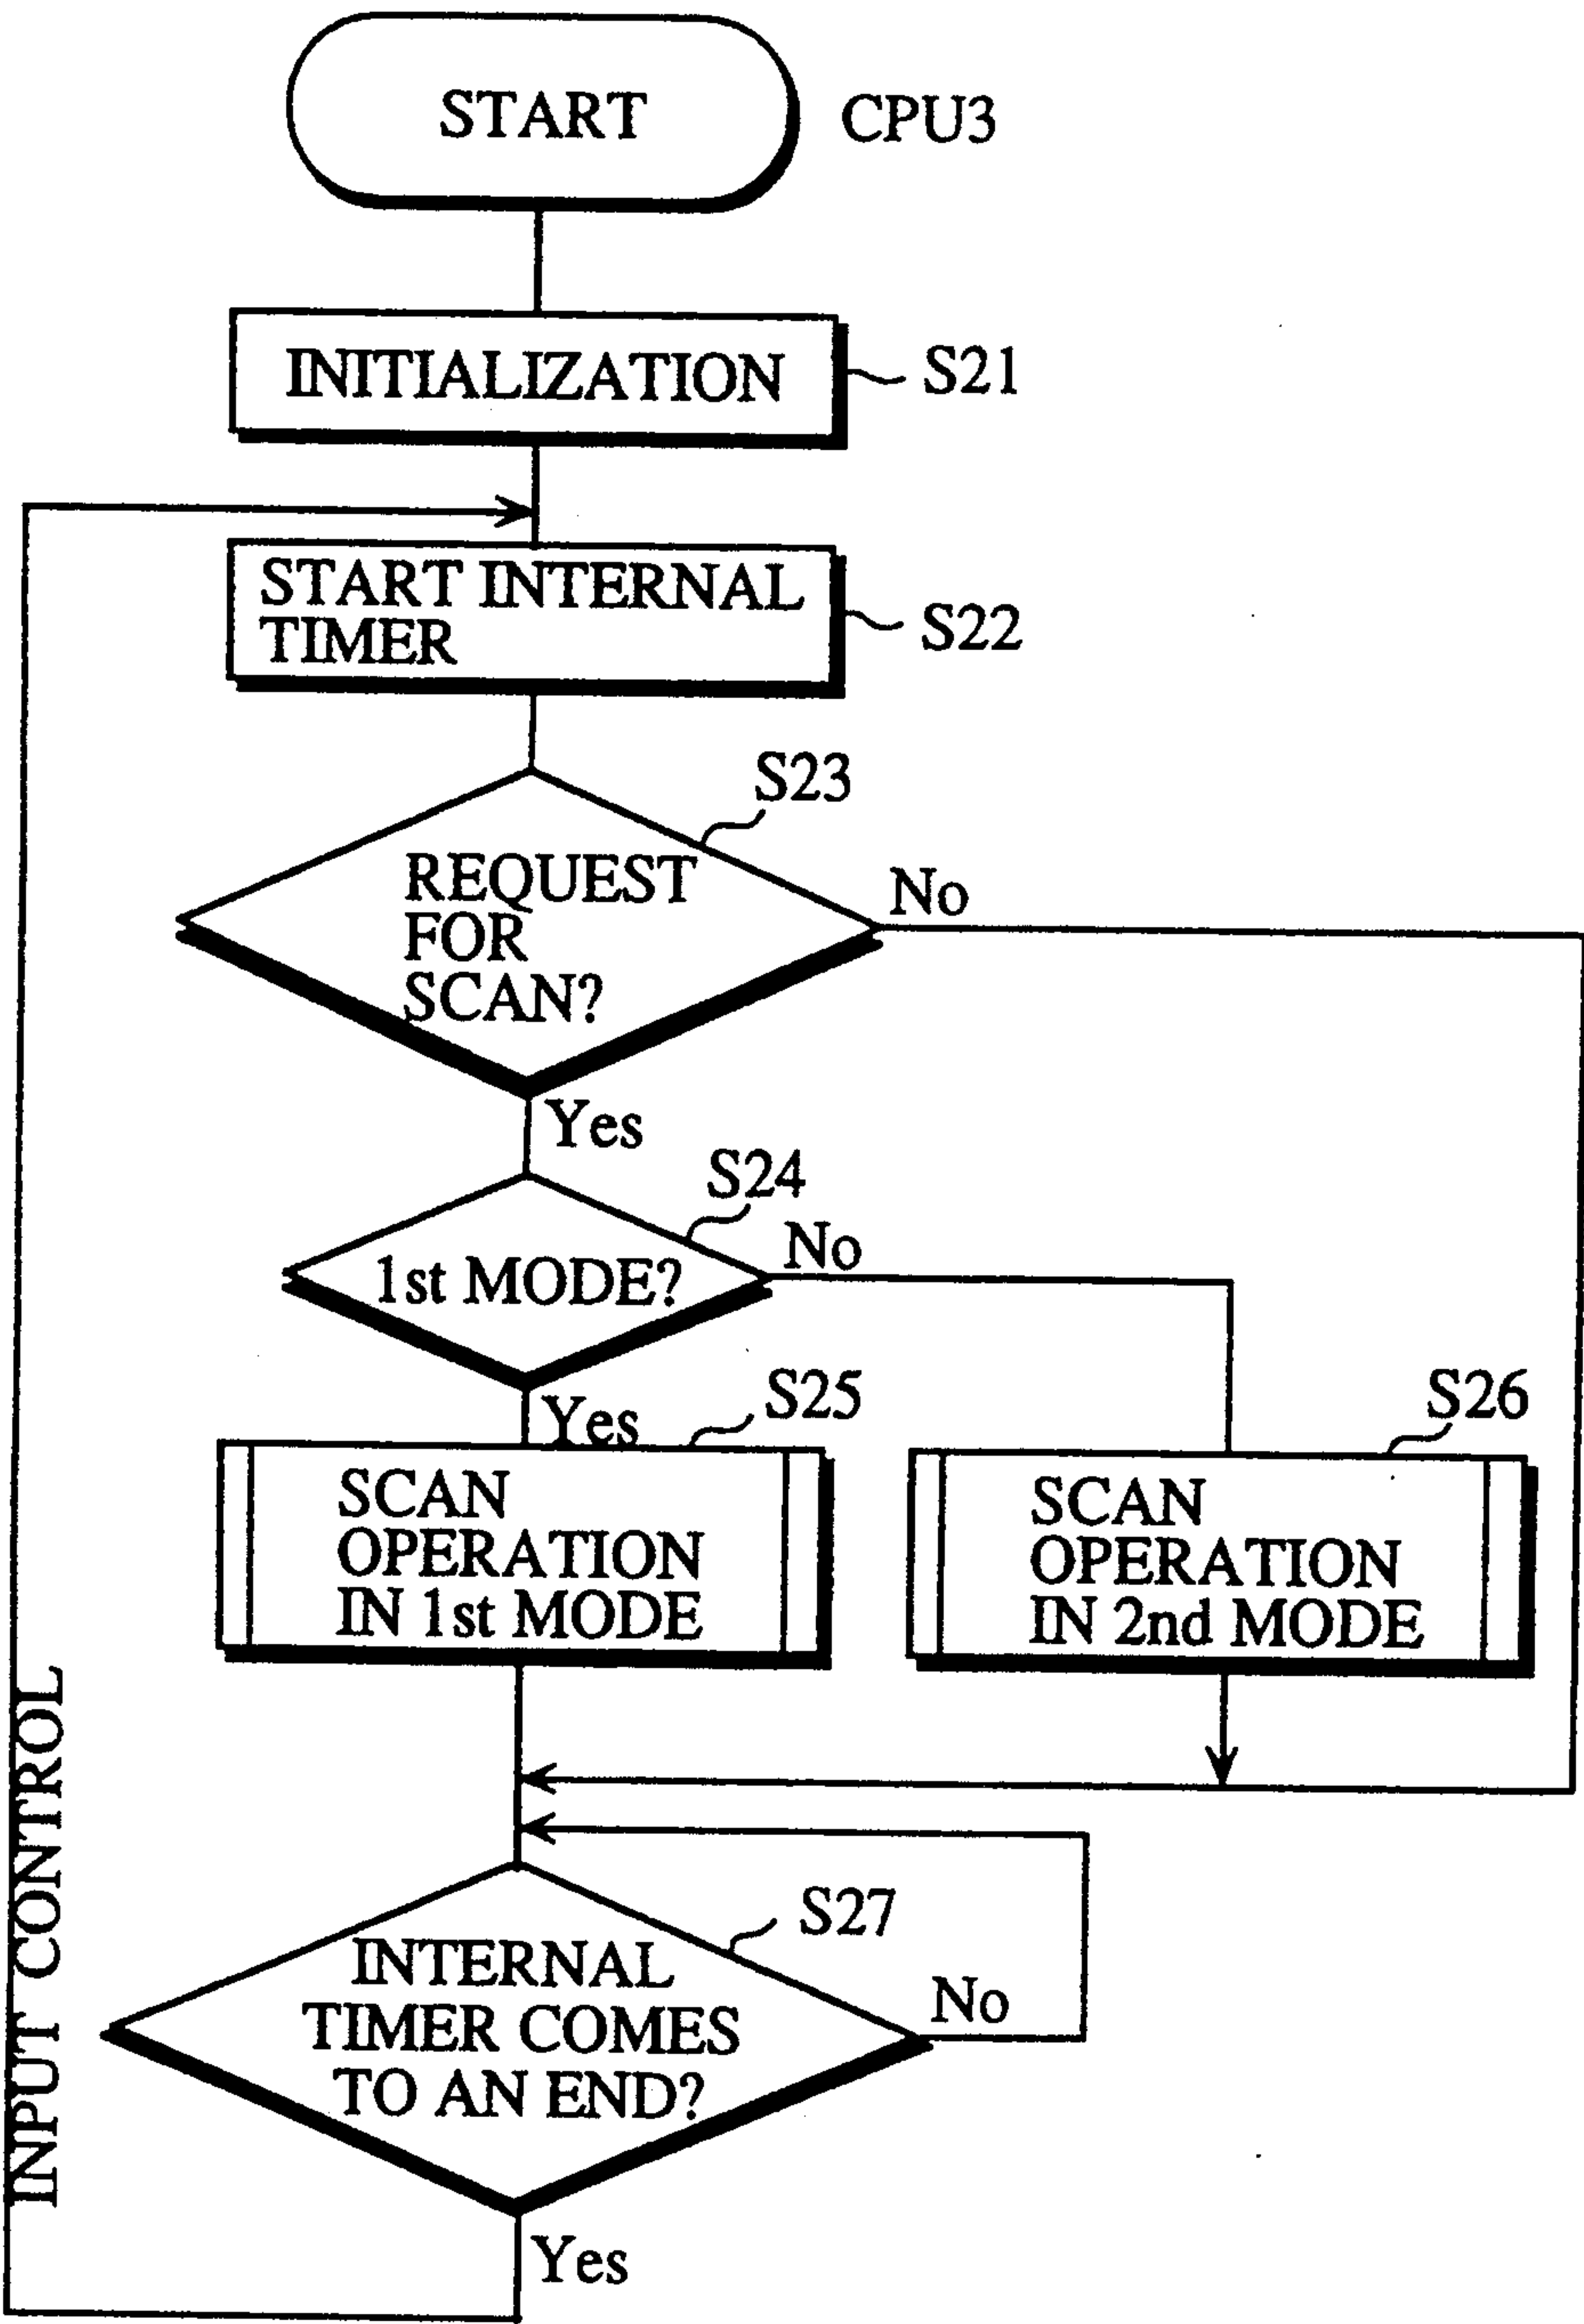 START
CPU3
INITIALIZATION
S21
START INTERNAL
TIMER
S22
S23
REQUEST
FOR
SCAN?
No
Yes
S24
1st MODE?
No
Yes
S25
SCAN
OPERATION
IN 1st MODE
S26
SCAN
OPERATION
IN 2nd MODE
S27
INTERNAL
TIMER COMES
TO AN END?
No
Yes
INPUT CONTROL